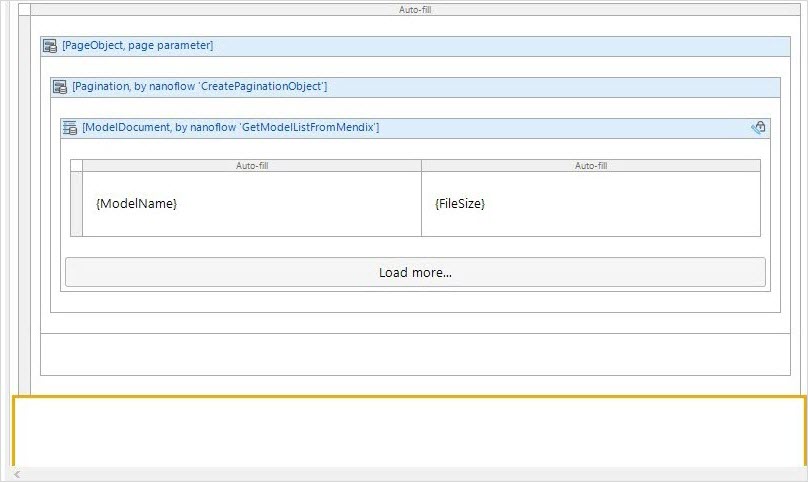 Auto-fill
[PageObject, page parameter]
[Pagination, by nanoflow 'CreatePaginationObject']
[ModelDocument, by nanoflow 'GetModelListFromMendix']
Auto-fill Auto-fill
{ModelName} {FileSize}
Load more...